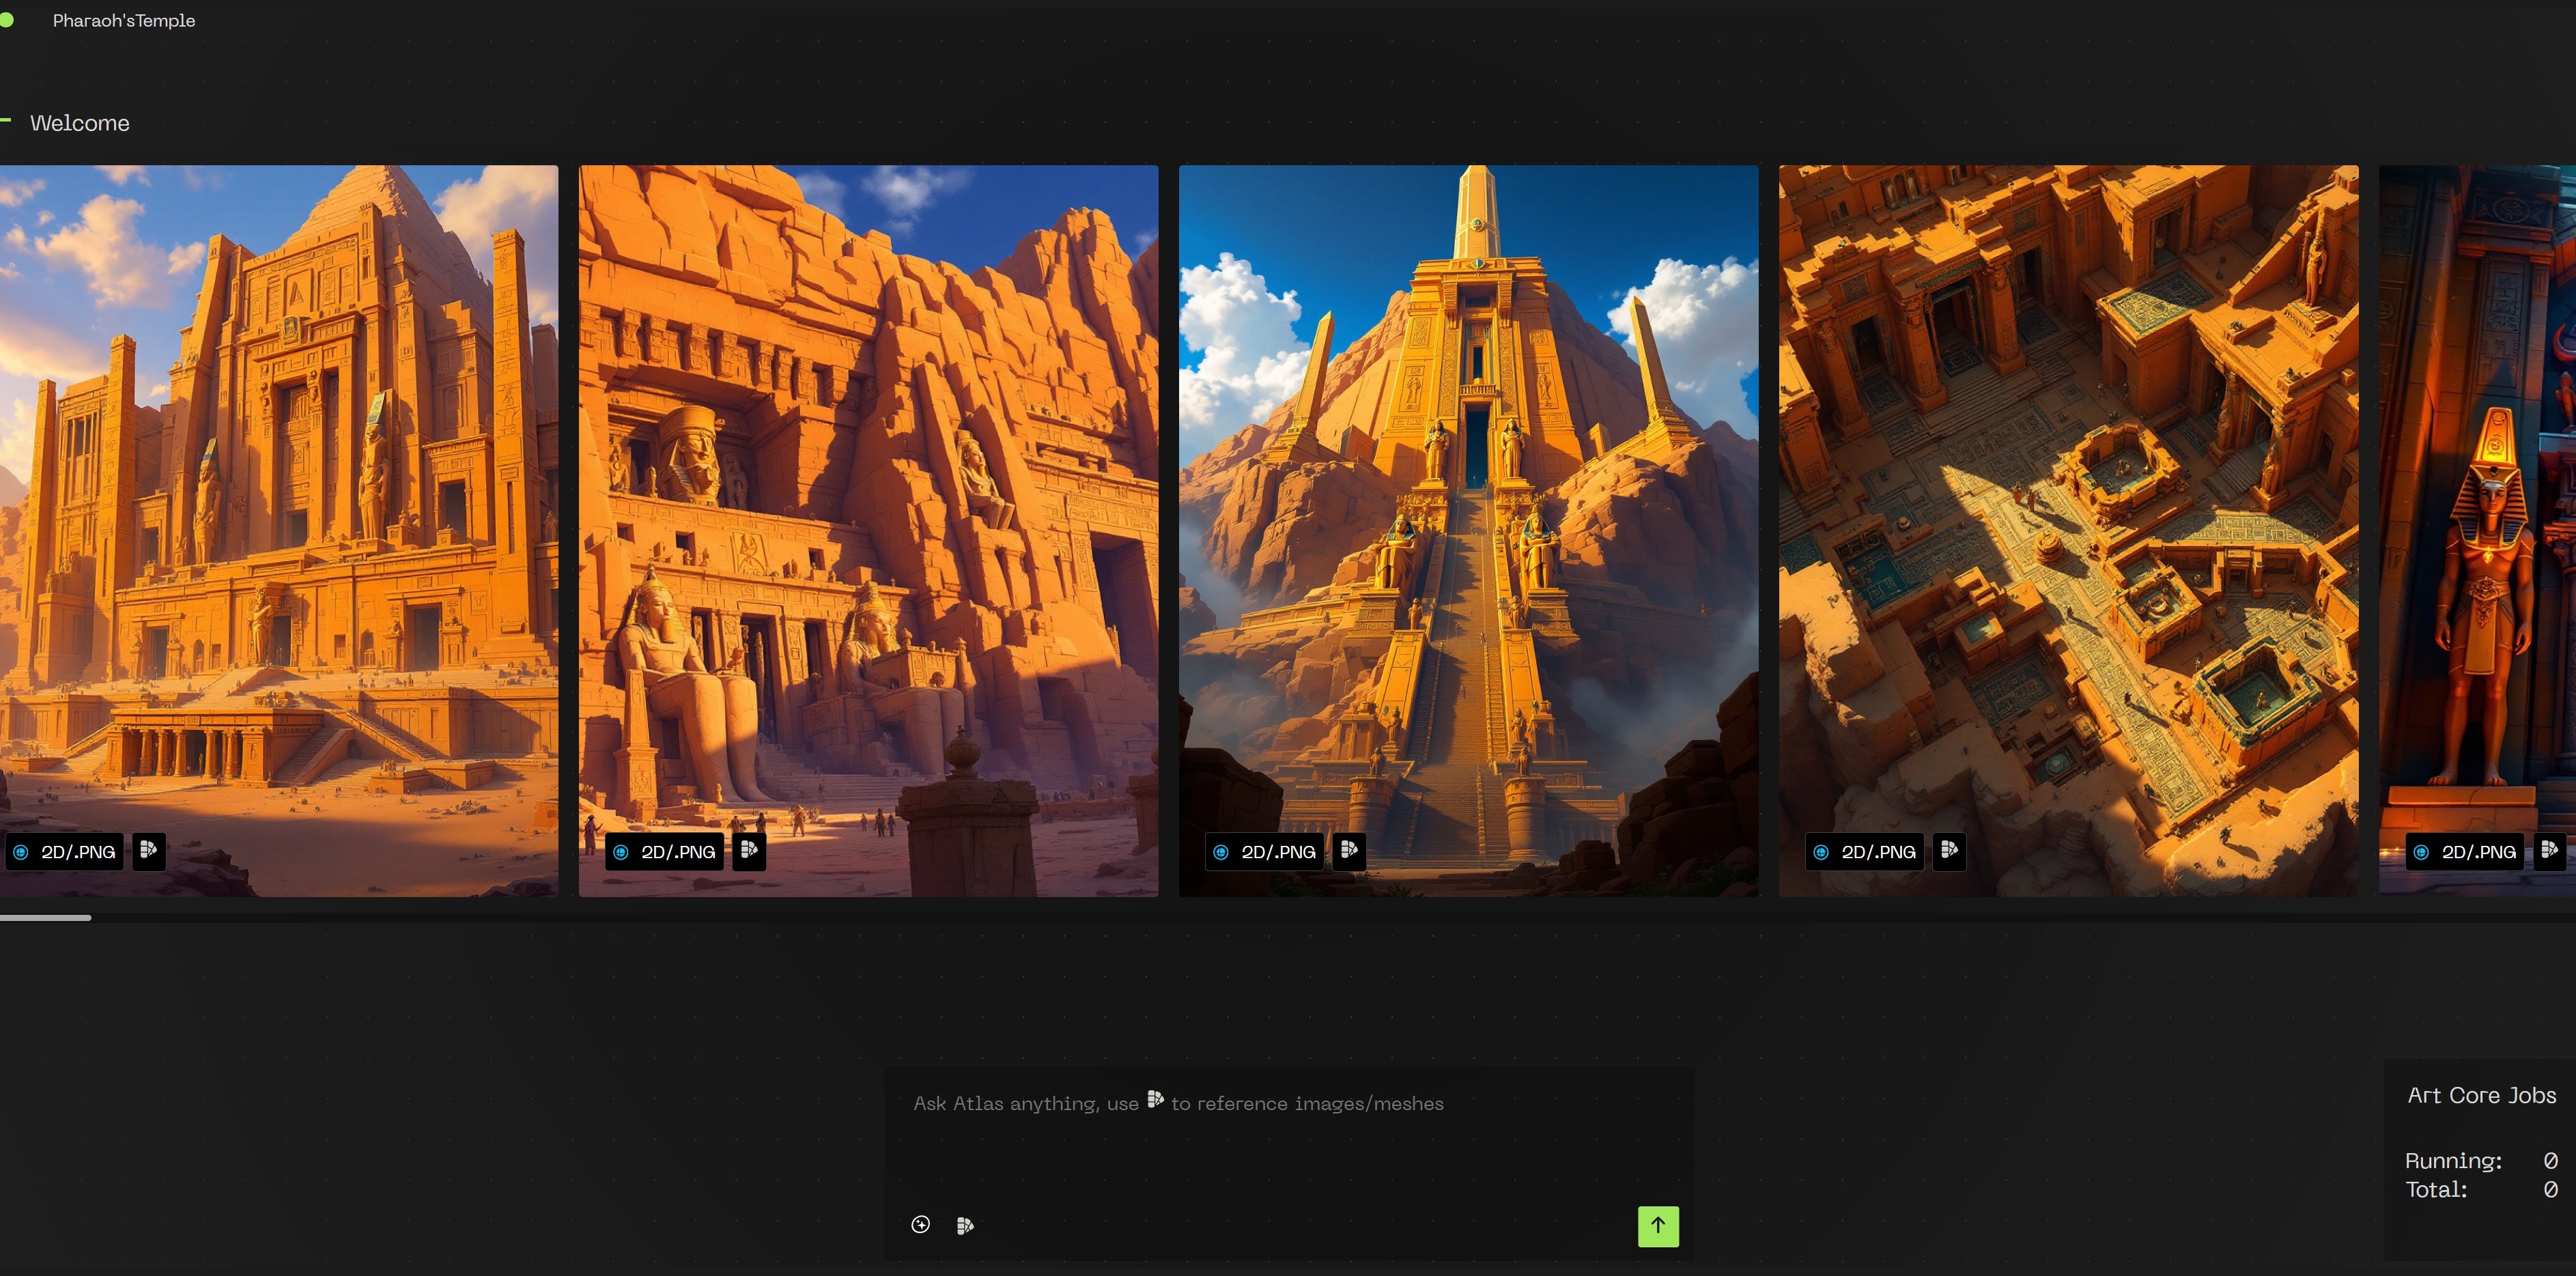 Pharaoh'sTemple
Welcome
2D/.PNG
2D/.PNG
2D/.PNG
2D/.PNG
2D/.PNG
Ask Atlas anything, use to reference images/meshes
Art Core Jobs
Running: 0
Total: 0